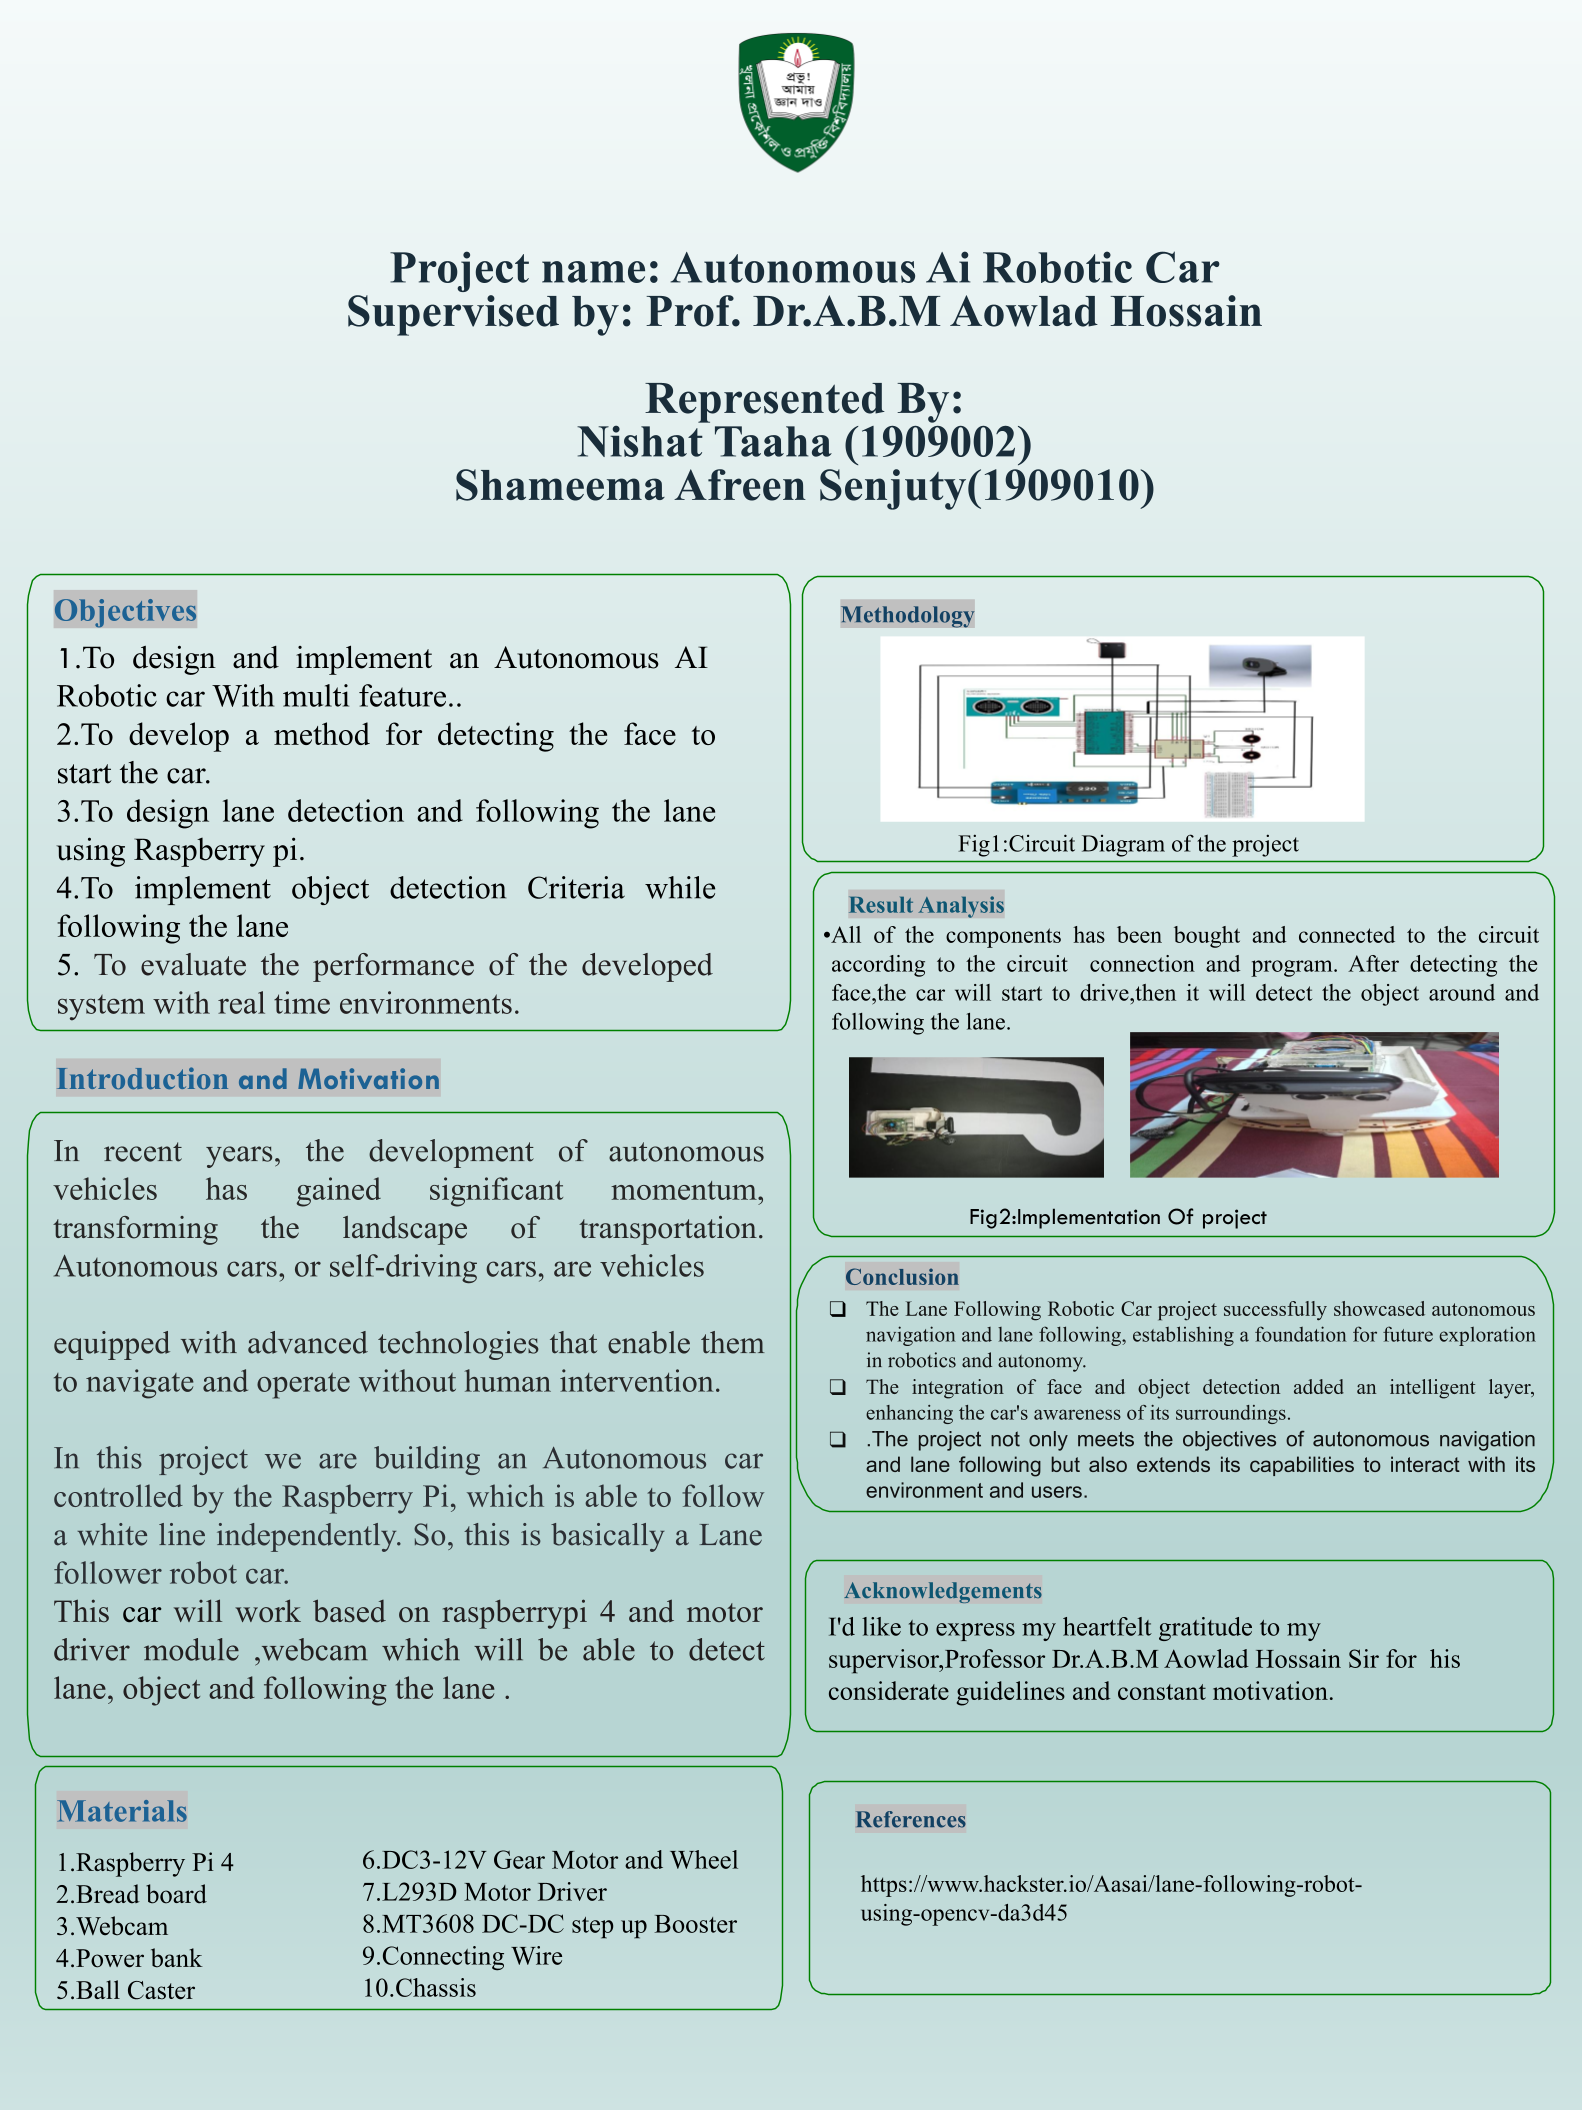 প্রভু!
আমায়
জ্ঞান দাও
খুলনা প্রকৌশল ও প্রযুক্তি বিশ্ববিদ্যালয়
Project name: Autonomous Ai Robotic Car
Supervised by: Prof. Dr.A.B.M Aowlad Hossain
Represented By:
Nishat Taaha (1909002)
Shameema Afreen Senjuty(1909010)
Objectives
1.To design and implement an Autonomous AI
Robotic car With multi feature..
2.To develop a method for detecting the face to
start the car.
3.To design lane detection and following the lane
using Raspberry pi.
4.To implement object detection Criteria while
following the lane
5. To evaluate the performance of the developed
system with real time environments.
Introduction and Motivation
In recent years, the development of autonomous
vehicles has gained significant momentum,
transforming the landscape of transportation.
Autonomous cars, or self-driving cars, are vehicles
equipped with advanced technologies that enable them
to navigate and operate without human intervention.
In this project we are building an Autonomous car
controlled by the Raspberry Pi, which is able to follow
a white line independently. So, this is basically a Lane
follower robot car.
This car will work based on raspberrypi 4 and motor
driver module ,webcam which will be able to detect
lane, object and following the lane .
Materials
1.Raspberry Pi 4
2.Bread board
3.Webcam
4.Power bank
5.Ball Caster
6.DC3-12V Gear Motor and Wheel
7.L293D Motor Driver
8.MT3608 DC-DC step up Booster
9.Connecting Wire
10.Chassis
Methodology
220
Fig1:Circuit Diagram of the project
Result Analysis
•All of the components has been bought and connected to the circuit
according to the circuit connection and program. After detecting the
face,the car will start to drive,then it will detect the object around and
following the lane.
Fig2:Implementation Of project
Conclusion
❑ The Lane Following Robotic Car project successfully showcased autonomous
navigation and lane following, establishing a foundation for future exploration
in robotics and autonomy.
❑ The integration of face and object detection added an intelligent layer,
enhancing the car's awareness of its surroundings.
❑ .The project not only meets the objectives of autonomous navigation
and lane following but also extends its capabilities to interact with its
environment and users.
Acknowledgements
I'd like to express my heartfelt gratitude to my
supervisor,Professor Dr.A.B.M Aowlad Hossain Sir for his
considerate guidelines and constant motivation.
References
https://www.hackster.io/Aasai/lane-following-robot-
using-opencv-da3d45